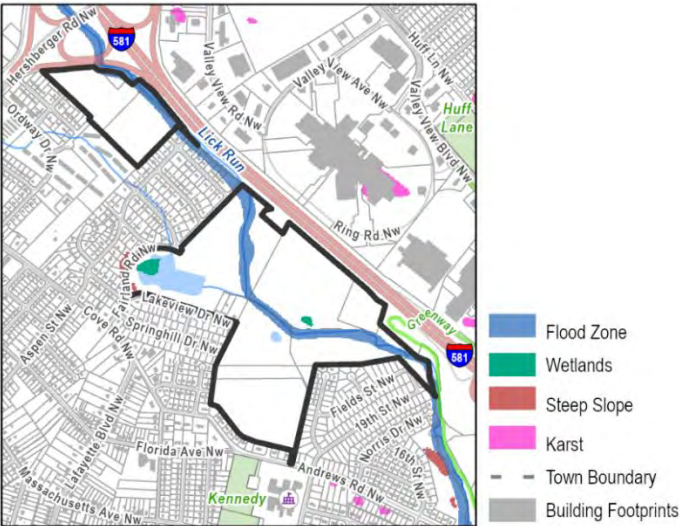 Hershberger Rd Nw
581
Valley View Rd Nw
Valley View Ave Nw
Huff Ln Nw
Valley View Blvd Nw
Huff
Lane
Ordway Dr Nw
Lick Run
Ring Rd Nw
Fairland Rd Nw
Lakeview Dr Nw
Springhill Dr Nw
Cove Rd Nw
Aspen St Nw
Greenway
581
Lafayette Blvd Nw
Fields St Nw
19th St Nw
Norris Dr Nw
16th St Nw
Florida Ave Nw
Andrews Rd Nw
Kennedy
Massachusetts Ave Nw
Flood Zone
Wetlands
Steep Slope
Karst
Town Boundary
Building Footprints